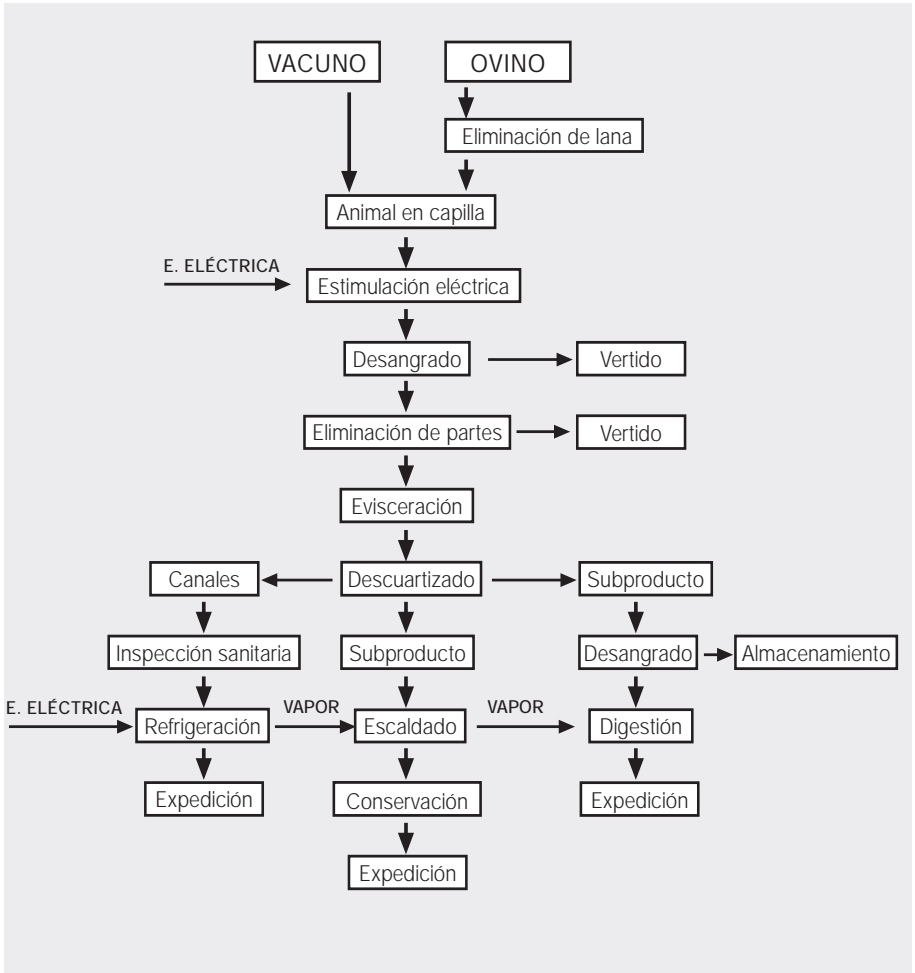 VACUNO
OVINO
Eliminación de lana
Animal en capilla
E. ELÉCTRICA
Estimulación eléctrica
Desangrado
Vertido
Eliminación de partes
Vertido
Evisceración
Canales
Descuartizado
Subproducto
Inspección sanitaria
Subproducto
Desangrado
Almacenamiento
E. ELÉCTRICA
Refrigeración
VAPOR
Escaldado
VAPOR
Digestión
Expedición
Conservación
Expedición
Expedición